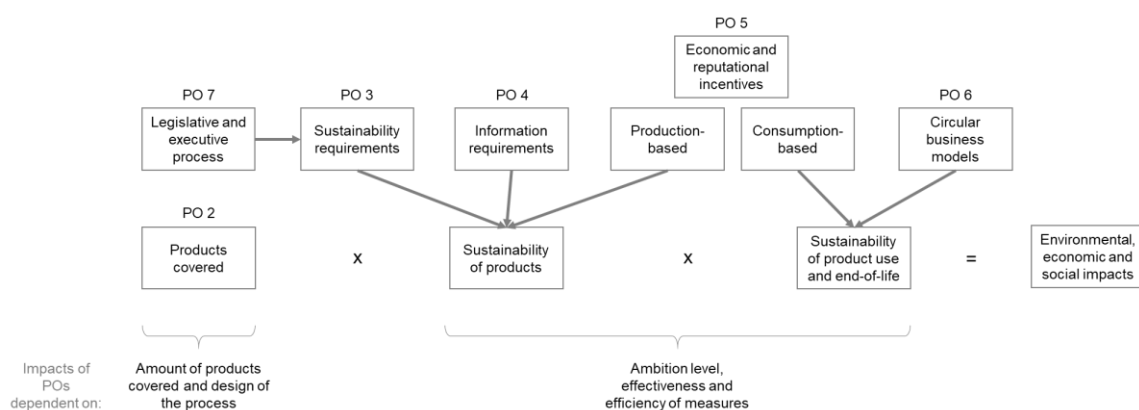 PO 5
Economic and
reputational
incentives
PO 7
Legislative and
executive
process
PO 3
Sustainability
requirements
PO 4
Information
requirements
Production-
based
Consumption-
based
PO 6
Circular
business
models
PO 2
Products
covered
x
Sustainability
of products
x
Sustainability
of product use
and end-of-life
=
Environmental,
economic and
social impacts
Impacts of
POs
dependent on:
Amount of products
covered and design of
the process
Ambition level,
effectiveness and
efficiency of measures